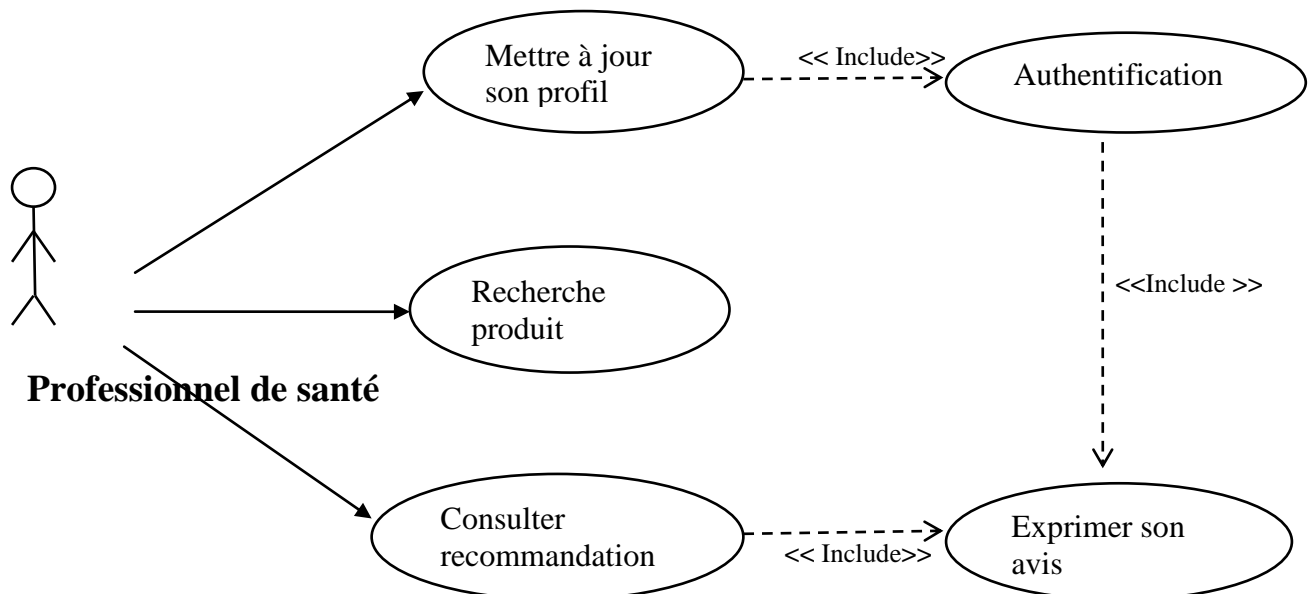 Mettre à jour
son profil
<< Include>>
Authentification
Recherche
produit
<<Include >>
Professionnel de santé
Consulter
recommandation
<< Include>>
Exprimer son
avis